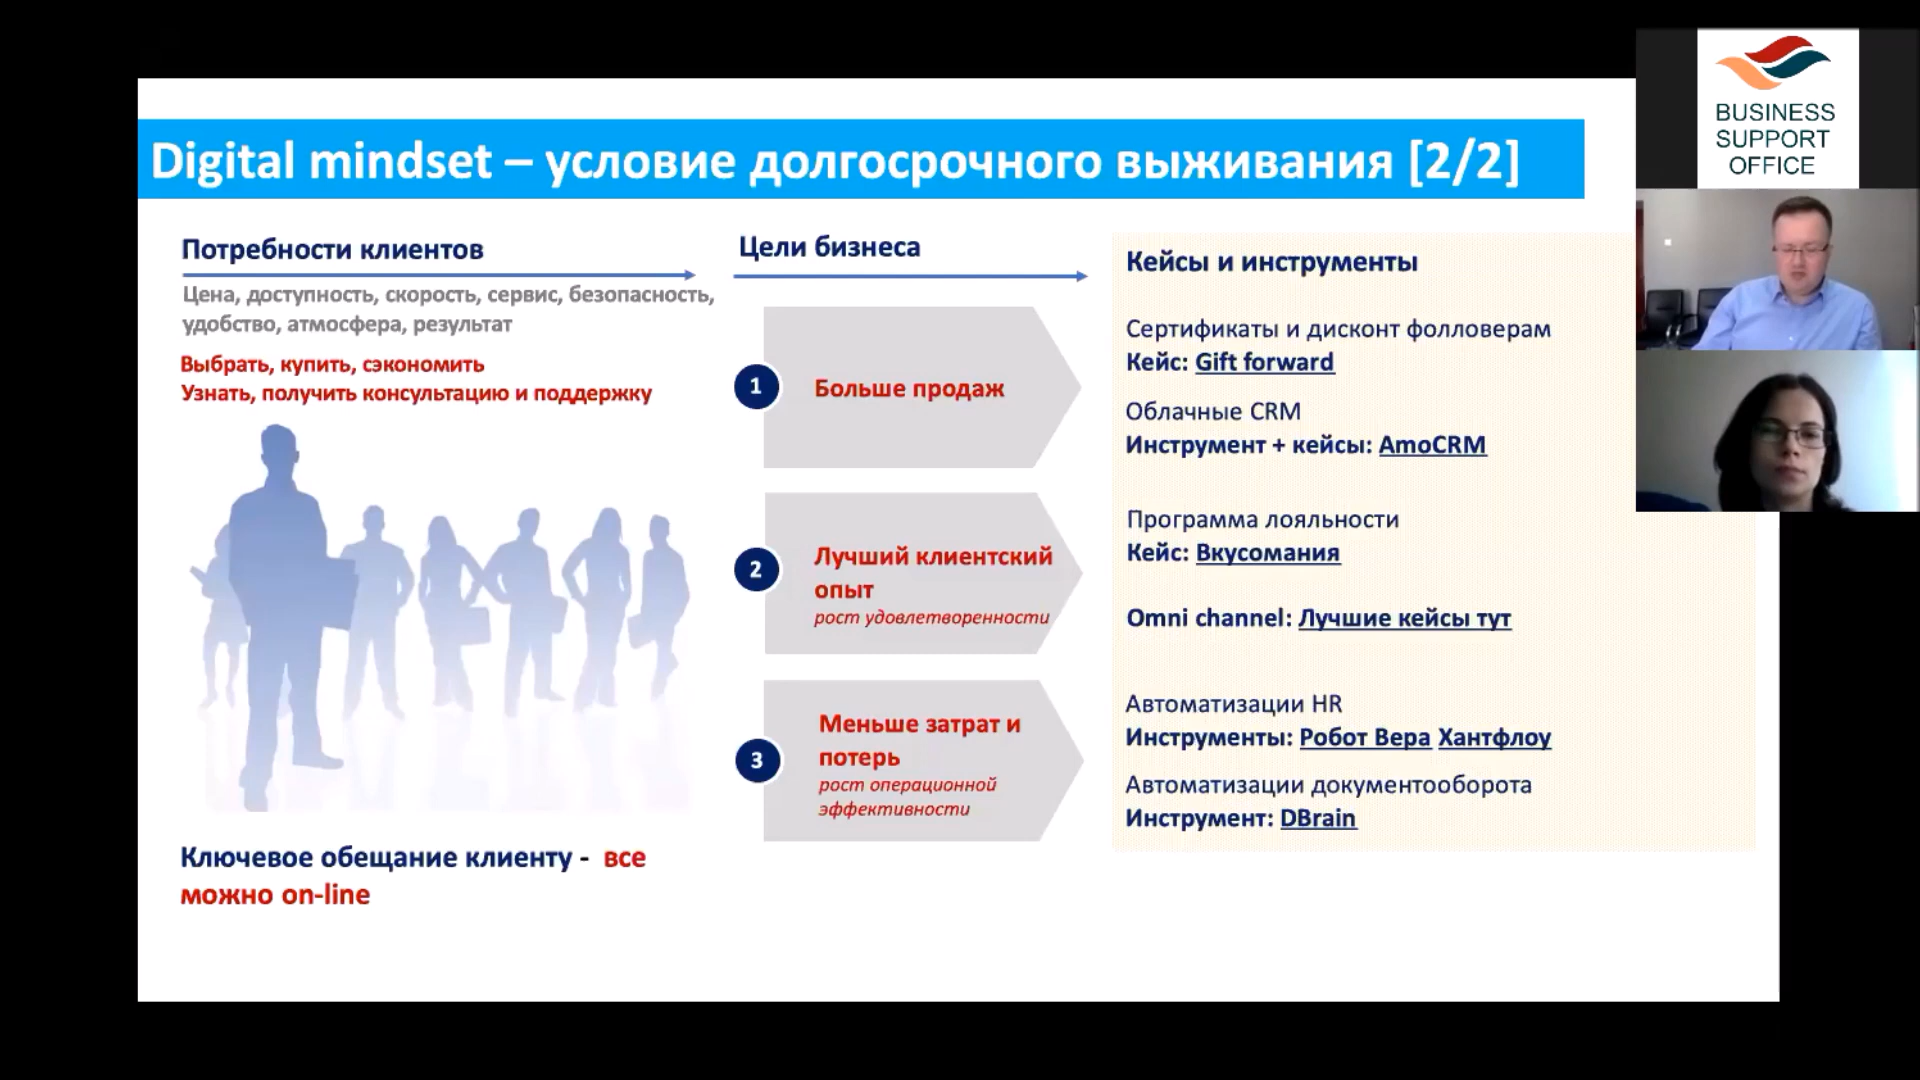 Digital mindset – условие долгосрочного выживания [2/2]
BUSINESS
SUPPORT
OFFICE
Потребности клиентов
Цена, доступность, скорость, сервис, безопасность,
удобство, атмосфера, результат
Выбрать, купить, сэкономить
Узнать, получить консультацию и поддержку
Ключевое обещание клиенту - все
можно on-line
Цели бизнеса
1
Больше продаж
2
Лучший клиентский
опыт
рост удовлетворенности
3
Меньше затрат и
потерь
рост операционной
эффективности
Кейсы и инструменты
Сертификаты и дисконт фолловерам
Кейс: Gift forward
Облачные CRM
Инструмент + кейсы: AmoCRM
Программа лояльности
Кейс: Вкусомания
Omni channel: Лучшие кейсы тут
Автоматизации HR
Инструменты: Робот Вера Хантфлоу
Автоматизации документооборота
Инструмент: DBrain